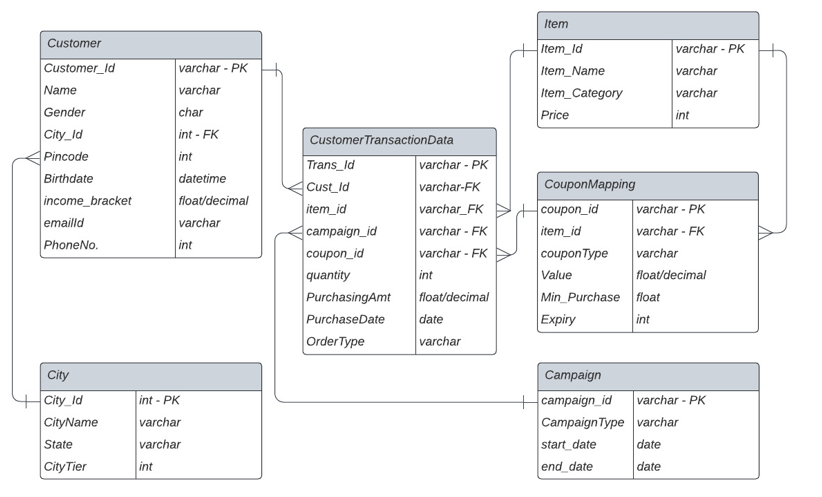 Customer
Customer_Id varchar - PK
Name varchar
Gender char
City_Id int - FK
Pincode int
Birthdate datetime
income_bracket float/decimal
emailId varchar
PhoneNo. int
City
City_Id int - PK
CityName varchar
State varchar
CityTier int
CustomerTransactionData
Trans_Id varchar - PK
Cust_Id varchar-FK
item_id varchar_FK
campaign_id varchar - FK
coupon_id varchar - FK
quantity int
PurchasingAmt float/decimal
PurchaseDate date
OrderType varchar
Item
Item_Id varchar - PK
Item_Name varchar
Item_Category varchar
Price int
CouponMapping
coupon_id varchar - PK
item_id varchar - FK
couponType varchar
Value float/decimal
Min_Purchase float
Expiry int
Campaign
campaign_id varchar - PK
CampaignType varchar
start_date date
end_date date